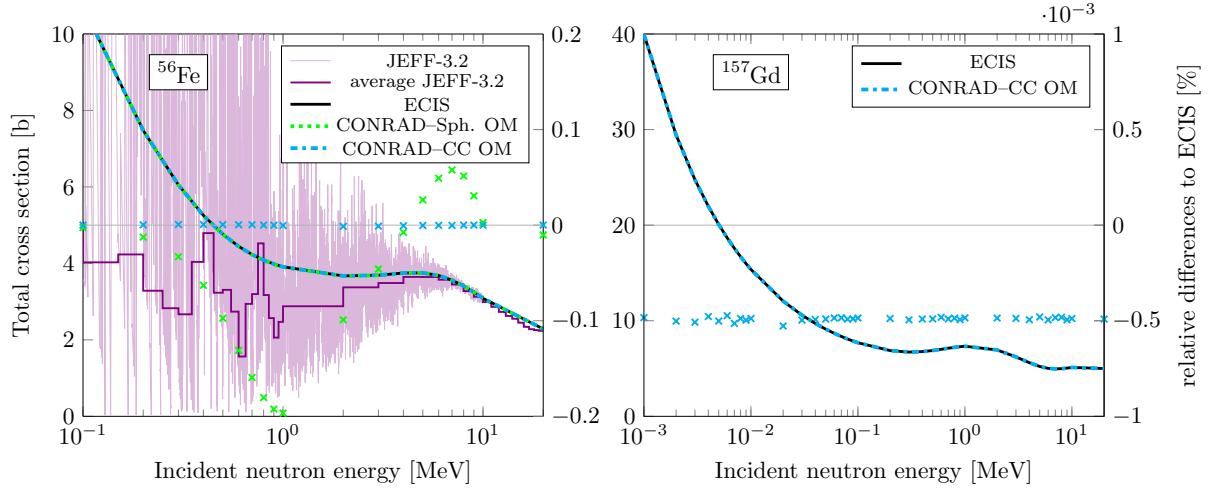 ·10⁻³
⁵⁶Fe
JEFF-3.2
average JEFF-3.2
ECIS
CONRAD–Sph. OM
CONRAD–CC OM
Total cross section [b]
10
8
6
4
2
0
0.2
0.1
0
−0.1
−0.2
10⁻¹
10⁰
10¹
Incident neutron energy [MeV]
¹⁵⁷Gd
ECIS
CONRAD–CC OM
40
30
20
10
0
1
0.5
0
−0.5
−1
relative differences to ECIS [%]
10⁻³
10⁻²
10⁻¹
10⁰
10¹
Incident neutron energy [MeV]